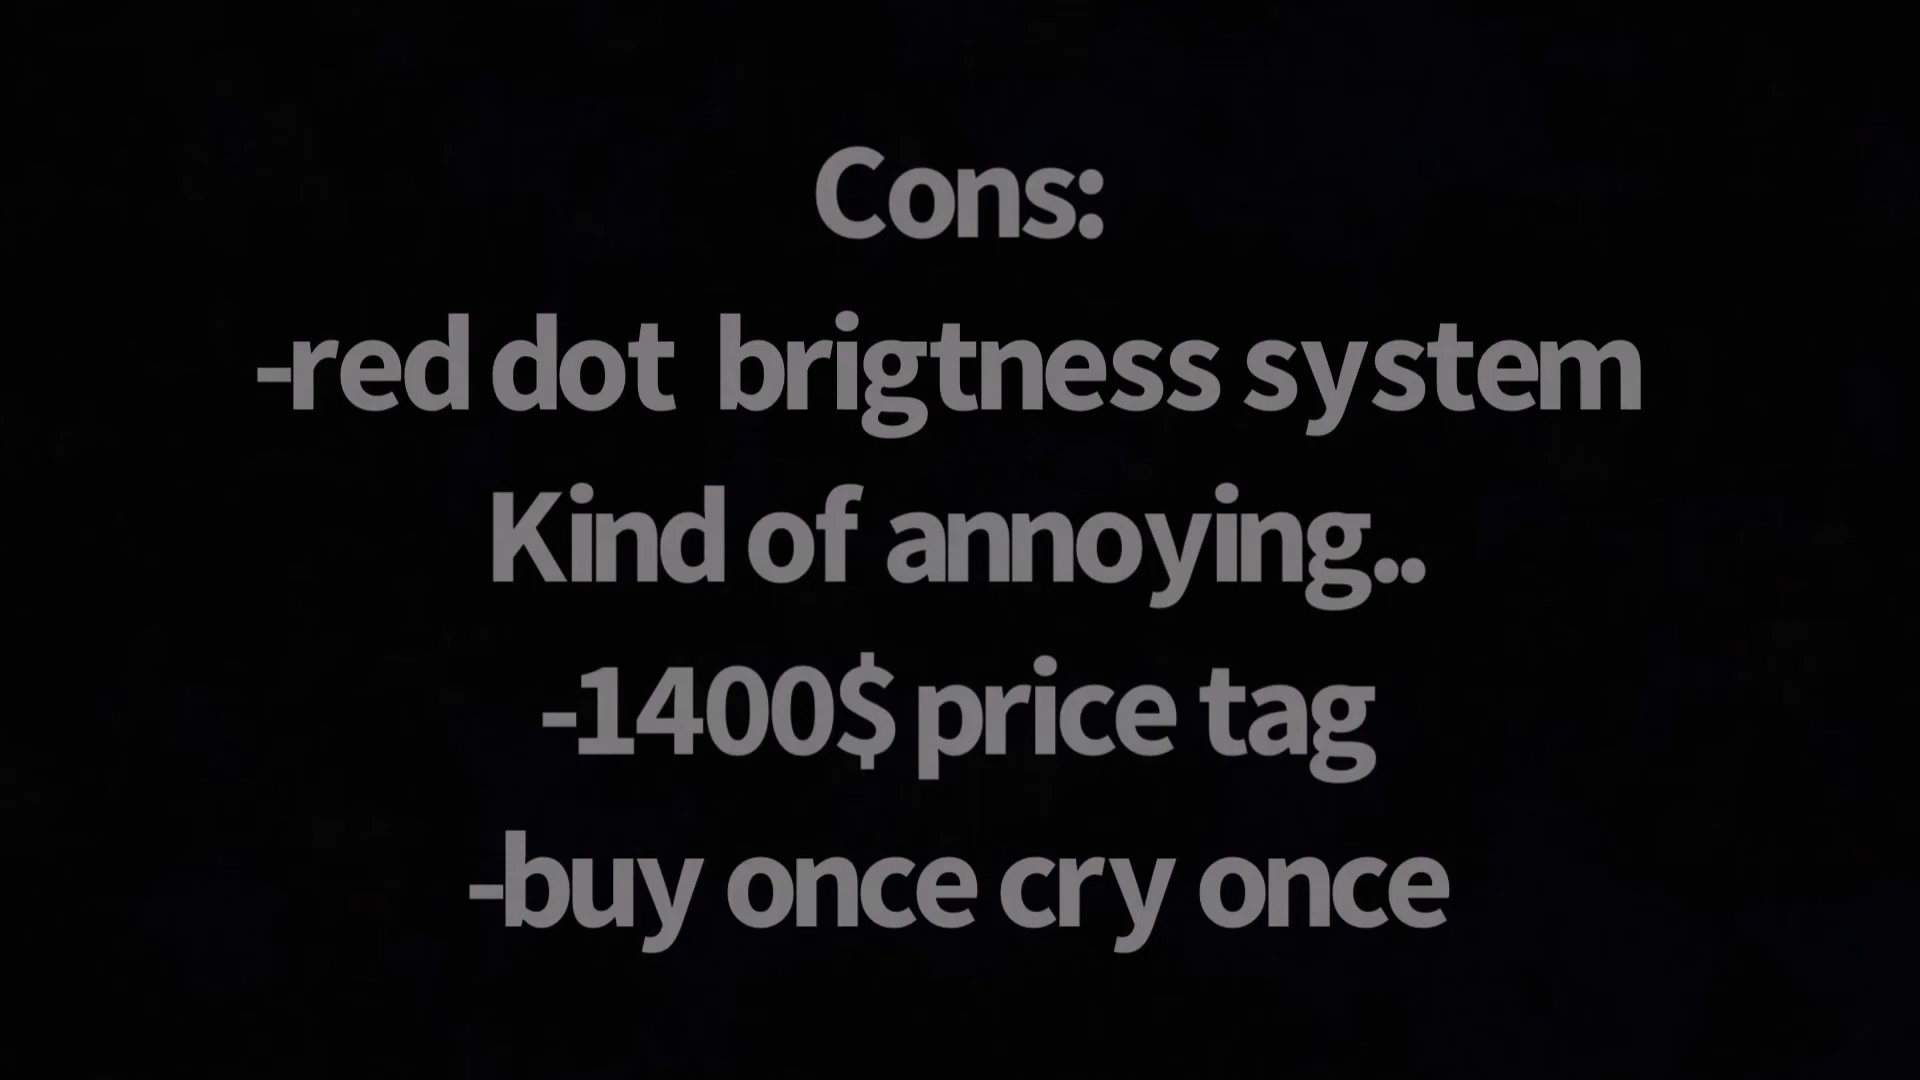 Cons:
-red dot brigtness system
Kind of annoying..
-1400$ price tag
-buy once cry once